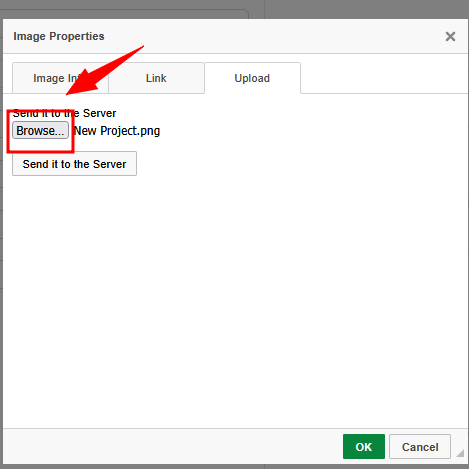 Image Properties
Image In
Link
Upload
Send it to the Server
Browse... New Project.png
Send it to the Server
OK
Cancel